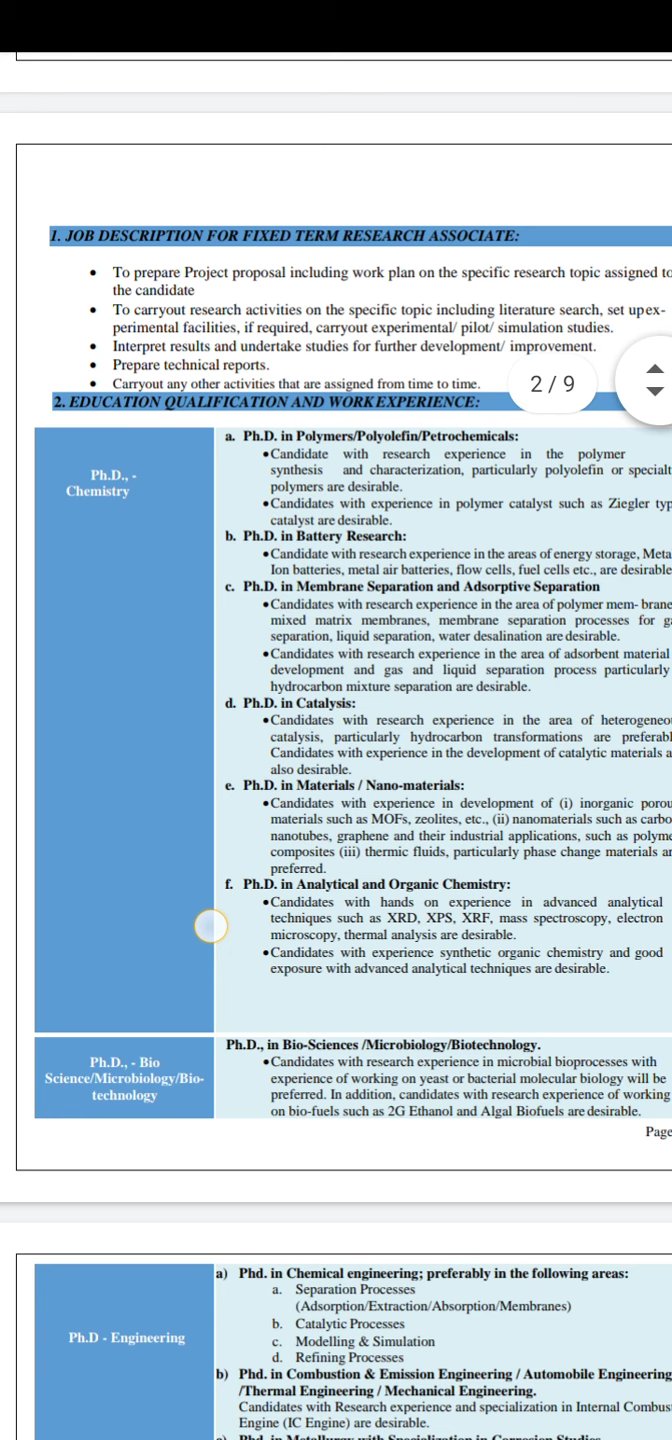 1. JOB DESCRIPTION FOR FIXED TERM RESEARCH ASSOCIATE:
• To prepare Project proposal including work plan on the specific research topic assigned to
the candidate
• To carryout research activities on the specific topic including literature search, set upex-
perimental facilities, if required, carryout experimental/ pilot/ simulation studies.
• Interpret results and undertake studies for further development/ improvement.
• Prepare technical reports.
• Carryout any other activities that are assigned from time to time.
2 / 9
2. EDUCATION QUALIFICATION AND WORKEXPERIENCE:
Ph.D., -
Chemistry
a. Ph.D. in Polymers/Polyolefin/Petrochemicals:
•Candidate with research experience in the polymer
synthesis and characterization, particularly polyolefin or specialt
polymers are desirable.
•Candidates with experience in polymer catalyst such as Ziegler typ
catalyst are desirable.
b. Ph.D. in Battery Research:
•Candidate with research experience in the areas of energy storage, Meta
Ion batteries, metal air batteries, flow cells, fuel cells etc., are desirable
c. Ph.D. in Membrane Separation and Adsorptive Separation
•Candidates with research experience in the area of polymer mem- brane
mixed matrix membranes, membrane separation processes for ga
separation, liquid separation, water desalination are desirable.
•Candidates with research experience in the area of adsorbent material
development and gas and liquid separation process particularly
hydrocarbon mixture separation are desirable.
d. Ph.D. in Catalysis:
•Candidates with research experience in the area of heterogeneo
catalysis, particularly hydrocarbon transformations are preferabl
Candidates with experience in the development of catalytic materials a
also desirable.
e. Ph.D. in Materials / Nano-materials:
•Candidates with experience in development of (i) inorganic porou
materials such as MOFs, zeolites, etc., (ii) nanomaterials such as carbo
nanotubes, graphene and their industrial applications, such as polyme
composites (iii) thermic fluids, particularly phase change materials ar
preferred.
f. Ph.D. in Analytical and Organic Chemistry:
•Candidates with hands on experience in advanced analytical
techniques such as XRD, XPS, XRF, mass spectroscopy, electron
microscopy, thermal analysis are desirable.
•Candidates with experience synthetic organic chemistry and good
exposure with advanced analytical techniques are desirable.
Ph.D., - Bio
Science/Microbiology/Bio-
technology
Ph.D., in Bio-Sciences /Microbiology/Biotechnology.
•Candidates with research experience in microbial bioprocesses with
experience of working on yeast or bacterial molecular biology will be
preferred. In addition, candidates with research experience of working
on bio-fuels such as 2G Ethanol and Algal Biofuels are desirable.
Page
Ph.D - Engineering
a) Phd. in Chemical engineering; preferably in the following areas:
a. Separation Processes
(Adsorption/Extraction/Absorption/Membranes)
b. Catalytic Processes
c. Modelling & Simulation
d. Refining Processes
b) Phd. in Combustion & Emission Engineering / Automobile Engineering
/Thermal Engineering / Mechanical Engineering.
Candidates with Research experience and specialization in Internal Combus
Engine (IC Engine) are desirable.
c) Phd. in Metallurgy with Specialization in Corrosion Studies